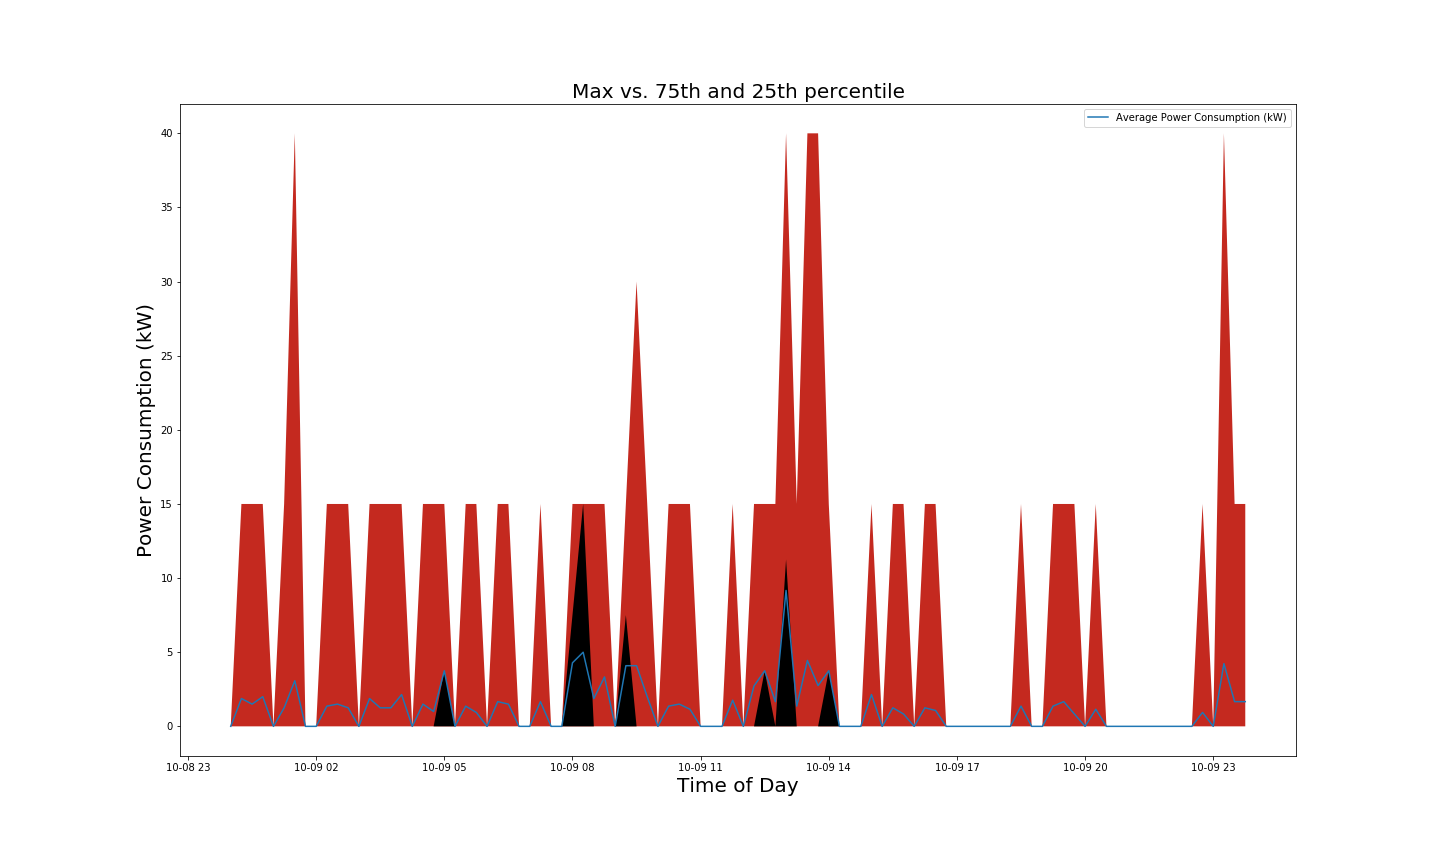 Max vs. 75th and 25th percentile
Average Power Consumption (kW)
40
35
30
25
20
15
10
5
0
Power Consumption (kW)
10-08 23 10-09 02 10-09 05 10-09 08 10-09 11 10-09 14 10-09 17 10-09 20 10-09 23
Time of Day